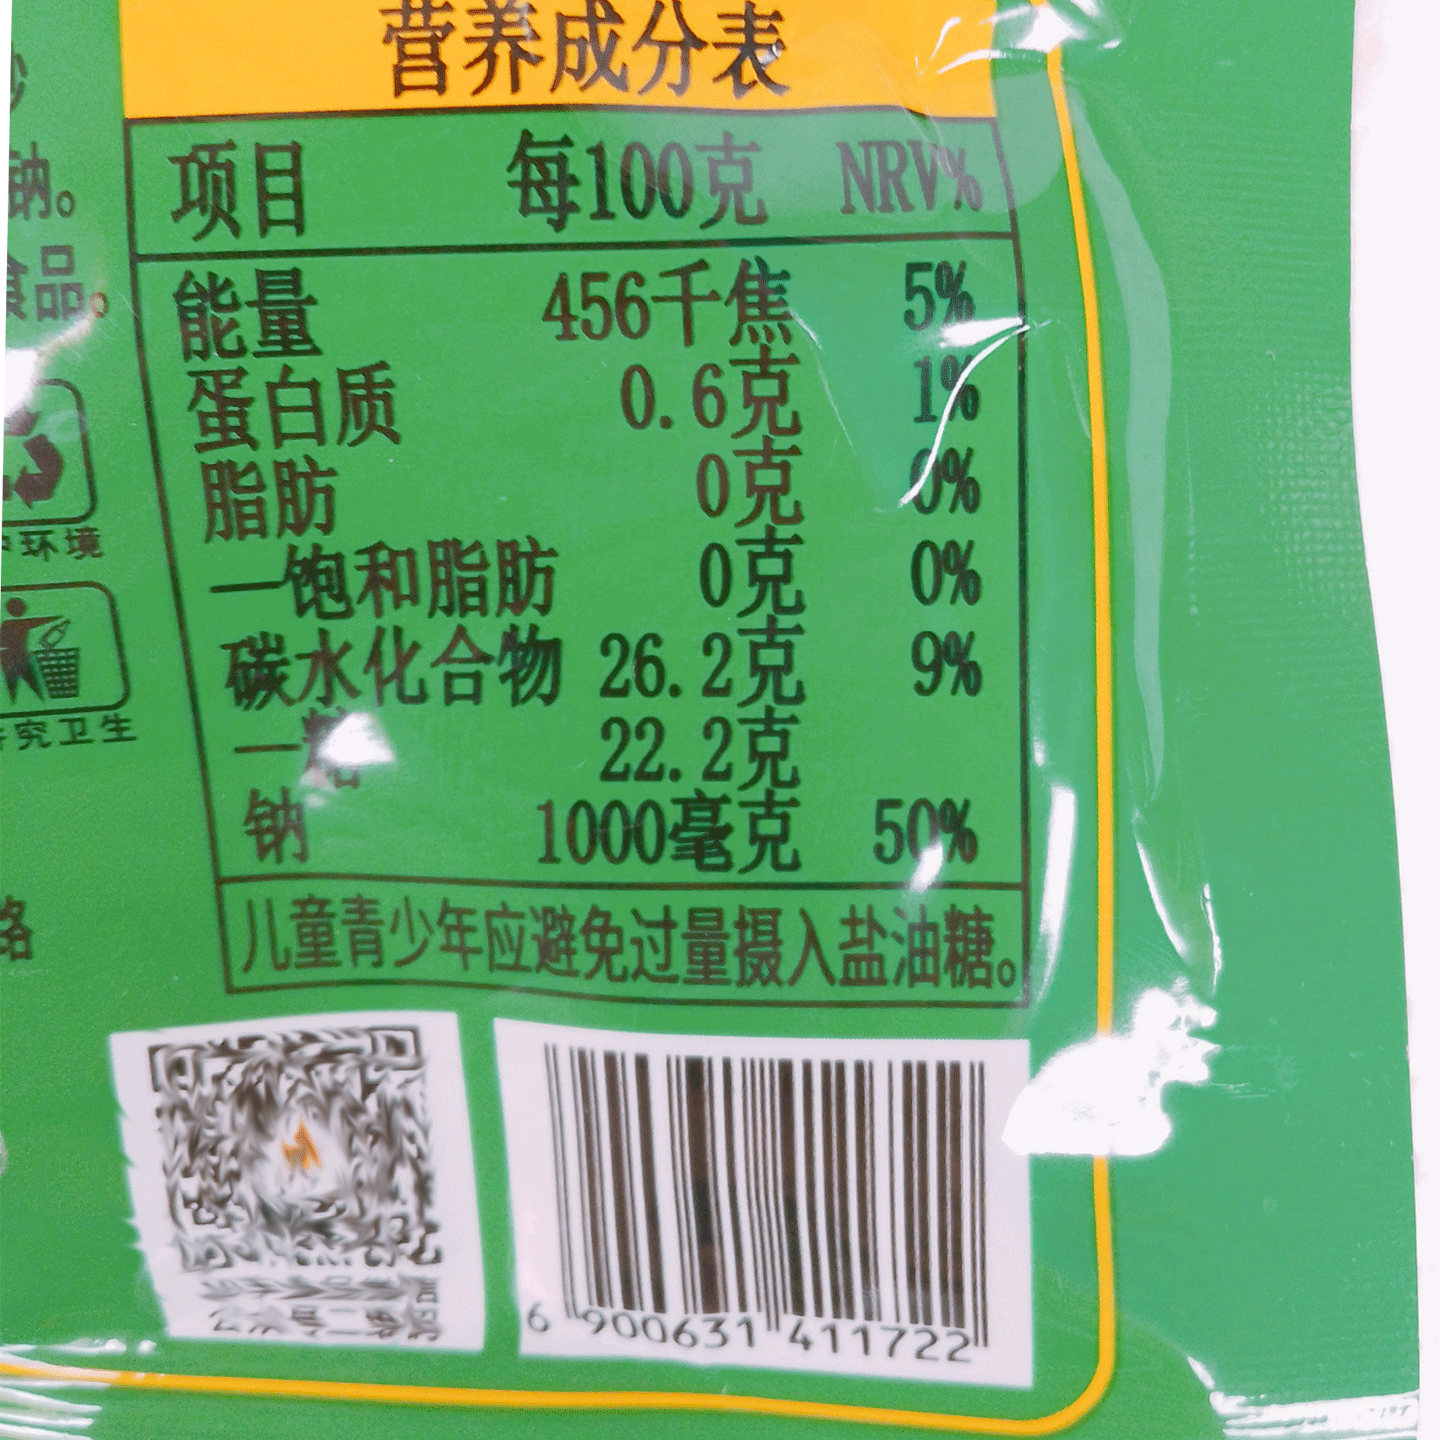 营养成分表
项目 每100克 NRV%
能量 456千焦 5%
蛋白质 0.6克 1%
脂肪 0克 0%
—饱和脂肪 0克 0%
碳水化合物 26.2克 9%
—糖 22.2克
钠 1000毫克 50%
儿童青少年应避免过量摄入盐油糖。
钠。
食品。
环境
究卫生
6 900631 411722